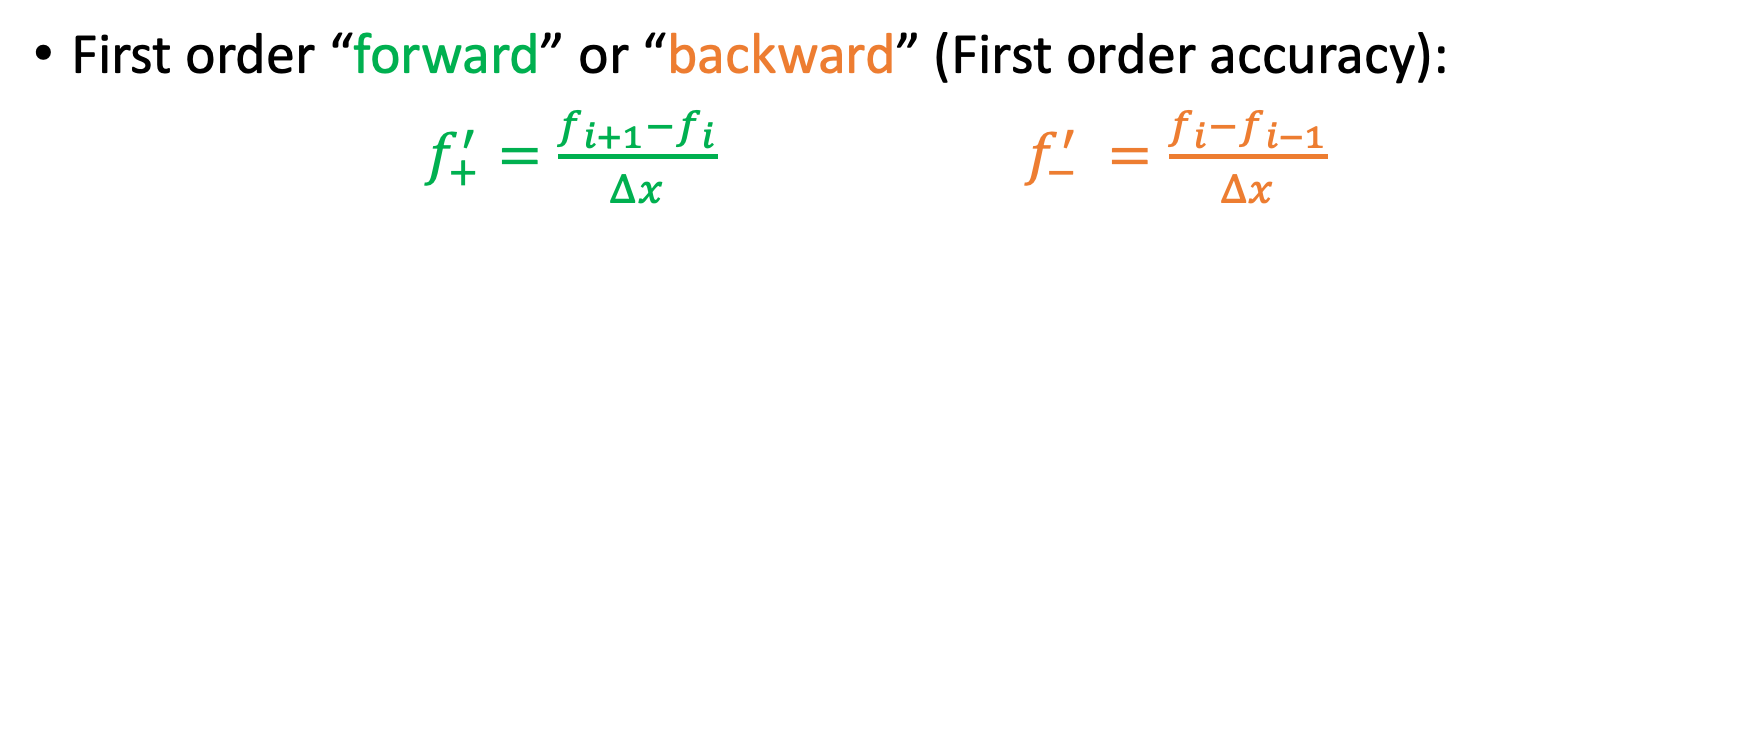 • First order “forward” or “backward” (First order accuracy):
f′₊ = (fᵢ₊₁−fᵢ)/Δx   f′₋ = (fᵢ−fᵢ₋₁)/Δx